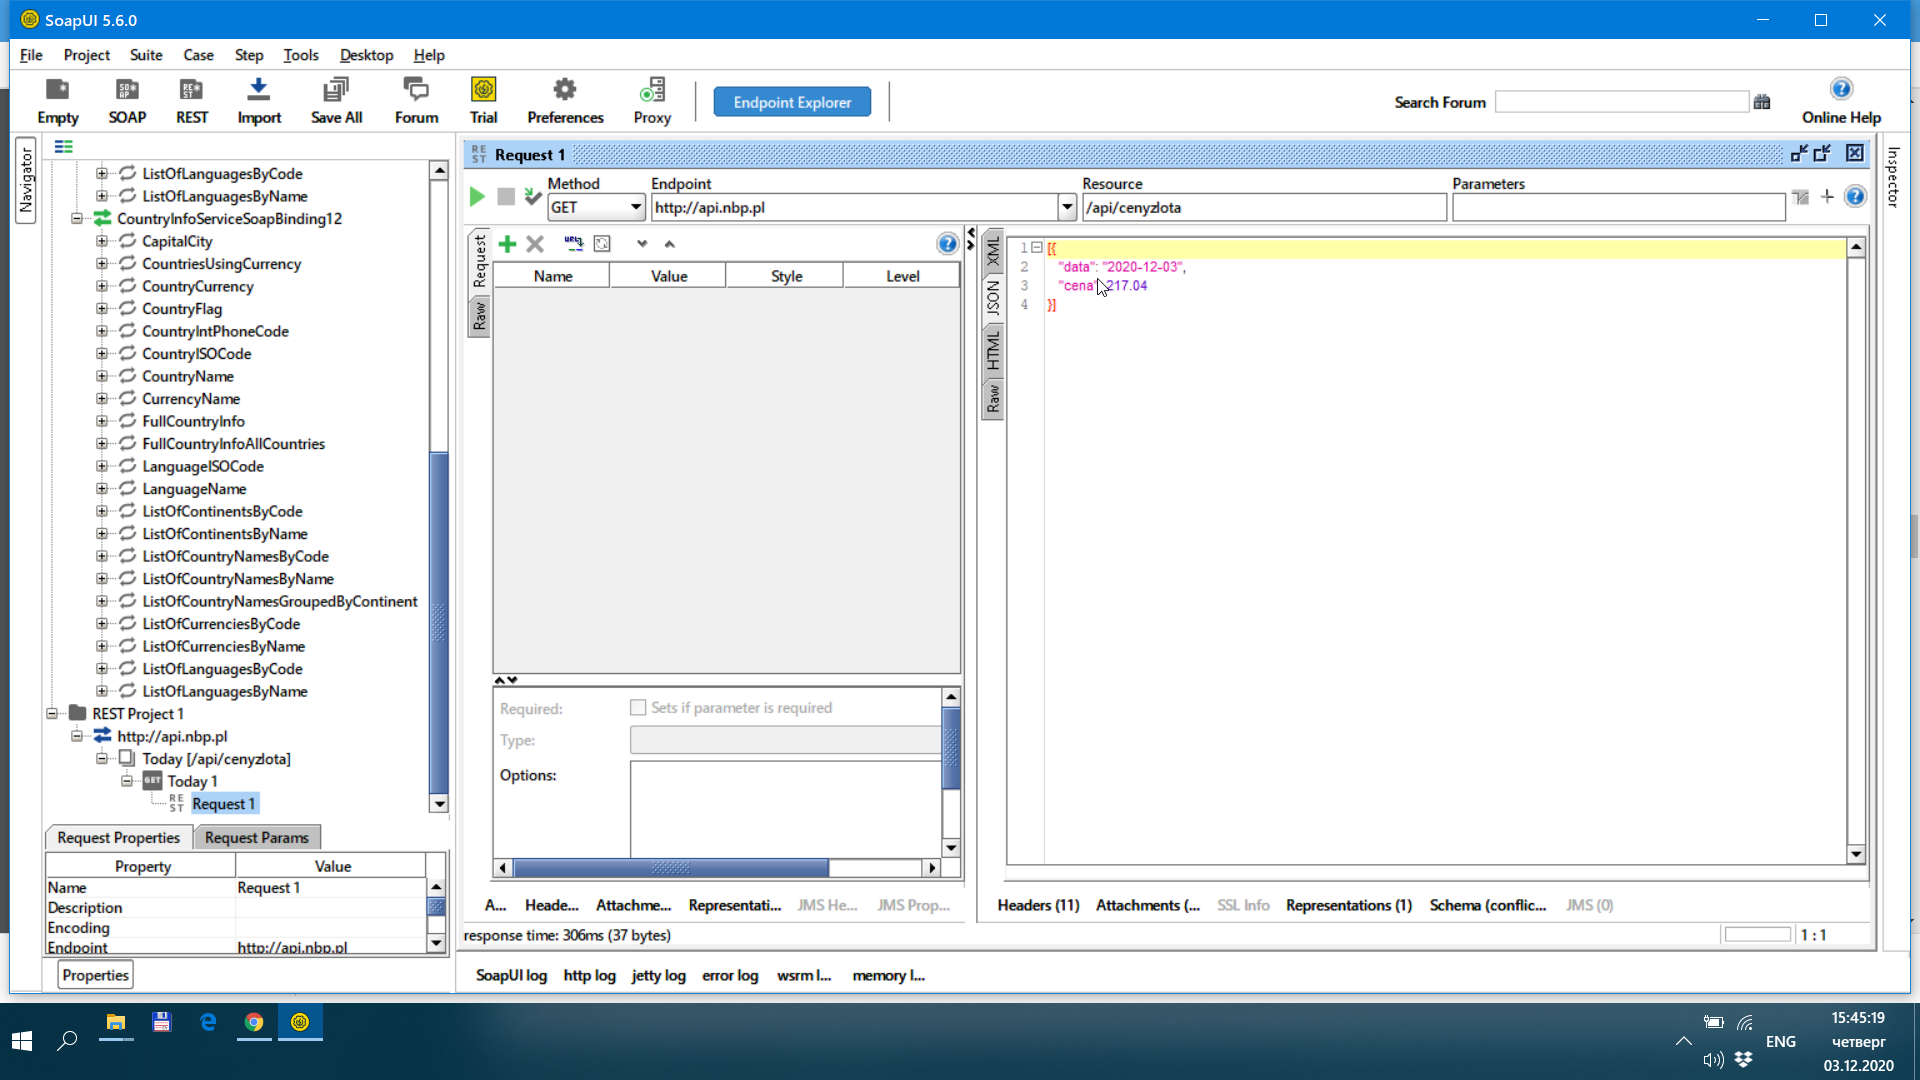 SoapUI 5.6.0
File Project Suite Case Step Tools Desktop Help
Empty SOAP REST Import Save All Forum Trial Preferences Proxy
Endpoint Explorer
Search Forum
Online Help
Navigator
ListOfLanguagesByCode
ListOfLanguagesByName
CountryInfoServiceSoapBinding12
CapitalCity
CountriesUsingCurrency
CountryCurrency
CountryFlag
CountryIntPhoneCode
CountryISOCode
CountryName
CurrencyName
FullCountryInfo
FullCountryInfoAllCountries
LanguageISOCode
LanguageName
ListOfContinentsByCode
ListOfContinentsByName
ListOfCountryNamesByCode
ListOfCountryNamesByName
ListOfCountryNamesGroupedByContinent
ListOfCurrenciesByCode
ListOfCurrenciesByName
ListOfLanguagesByCode
ListOfLanguagesByName
REST Project 1
http://api.nbp.pl
Today [/api/cenyzlota]
GET Today 1
REST Request 1
Request Properties Request Params
Property Value
Name Request 1
Description
Encoding
Endpoint http://api.nbp.pl
Properties
REST Request 1
Method Endpoint Resource Parameters
GET http://api.nbp.pl /api/cenyzlota
Request
Raw
Name Value Style Level
Required: Sets if parameter is required
Type:
Options:
A... Heade... Attachme... Representati... JMS He... JMS Prop...
XML
JSON
HTML
Raw
1 [{
2 "data": "2020-12-03",
3 "cena" 217.04
4 }]
Headers (11) Attachments (... SSL Info Representations (1) Schema (conflic... JMS (0)
response time: 306ms (37 bytes)
1 : 1
SoapUI log http log jetty log error log wsrm l... memory l...
Inspector
ENG
15:45:19
четверг
03.12.2020